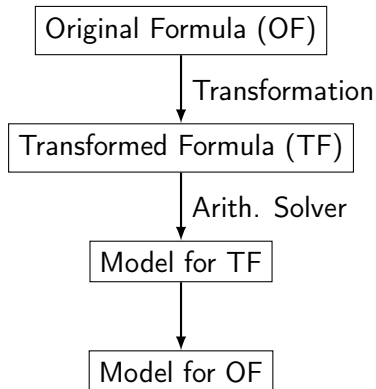 Original Formula (OF)
Transformation
Transformed Formula (TF)
Arith. Solver
Model for TF
Model for OF